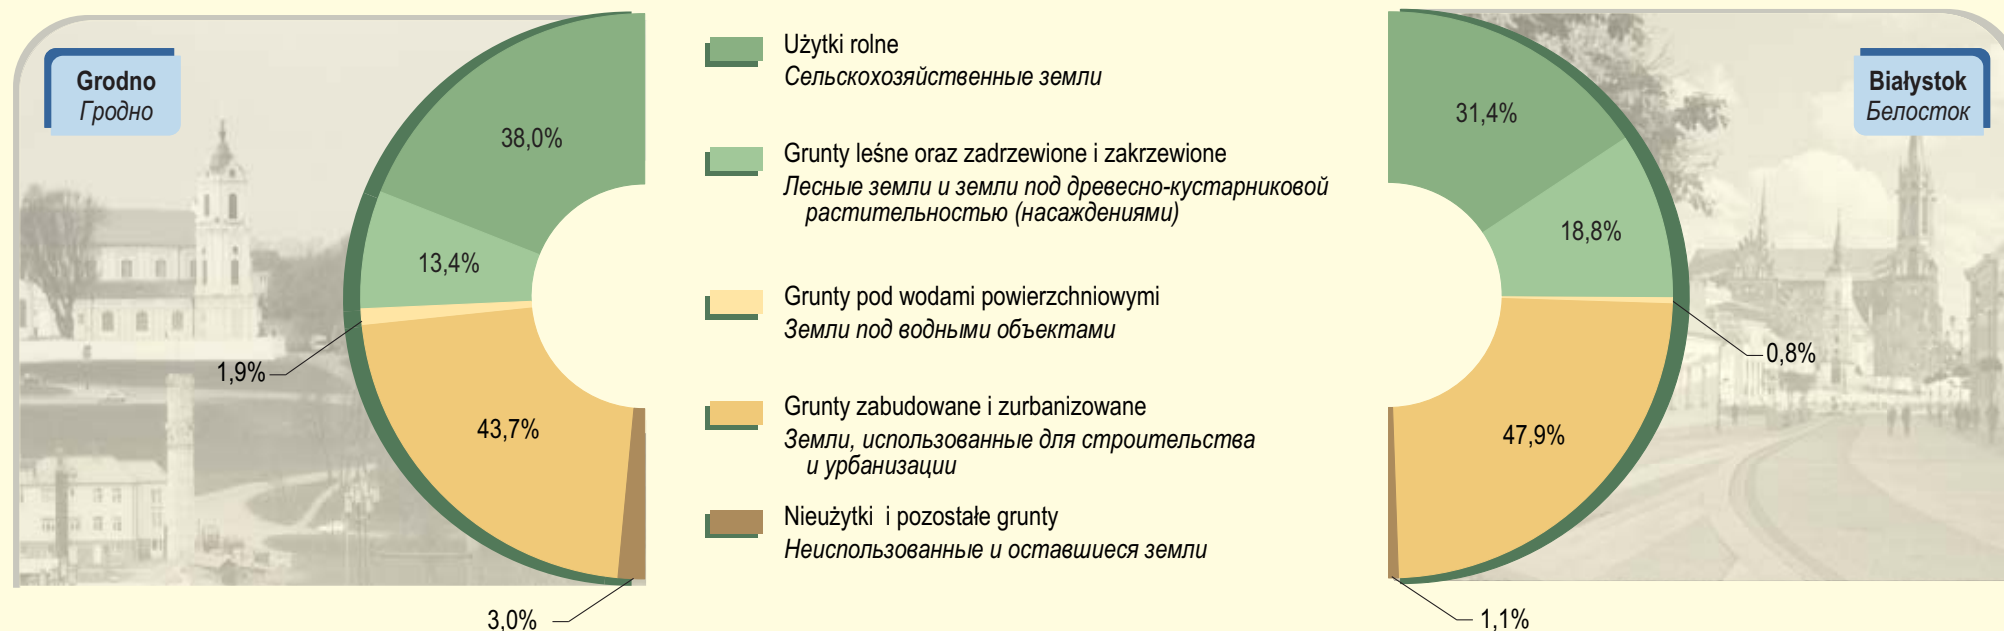 Grodno
Гродно
38,0%
13,4%
1,9%
43,7%
3,0%
Użytki rolne
Сельскохозяйственные земли
Grunty leśne oraz zadrzewione i zakrzewione
Лесные земли и земли под древесно-кустарниковой
растительностью (насаждениями)
Grunty pod wodami powierzchniowymi
Земли под водными объектами
Grunty zabudowane i zurbanizowane
Земли, использованные для строительства
и урбанизации
Nieużytki i pozostałe grunty
Неиспользованные и оставшиеся земли
Białystok
Белосток
31,4%
18,8%
0,8%
47,9%
1,1%